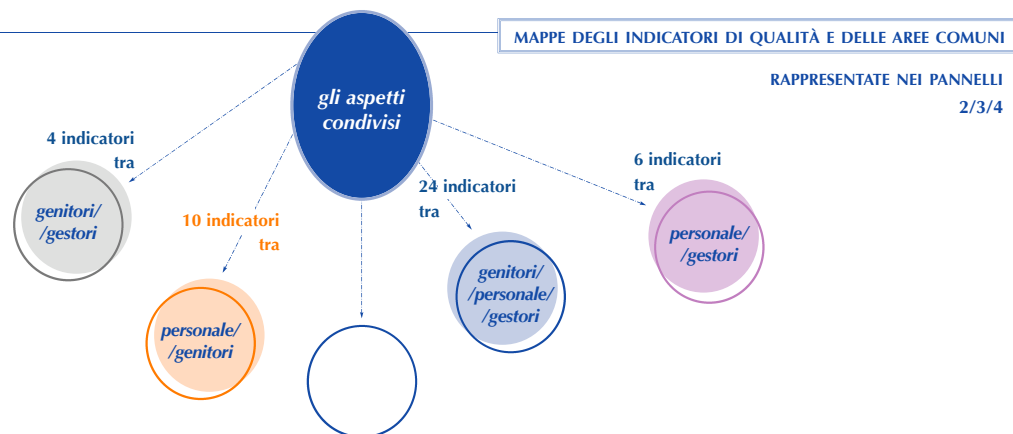 MAPPE DEGLI INDICATORI DI QUALITÀ E DELLE AREE COMUNI
RAPPRESENTATE NEI PANNELLI
2/3/4
gli aspetti
condivisi
4 indicatori
tra
genitori/
/gestori
10 indicatori
tra
personale/
/genitori
24 indicatori
tra
genitori/
/personale/
/gestori
6 indicatori
tra
personale/
/gestori